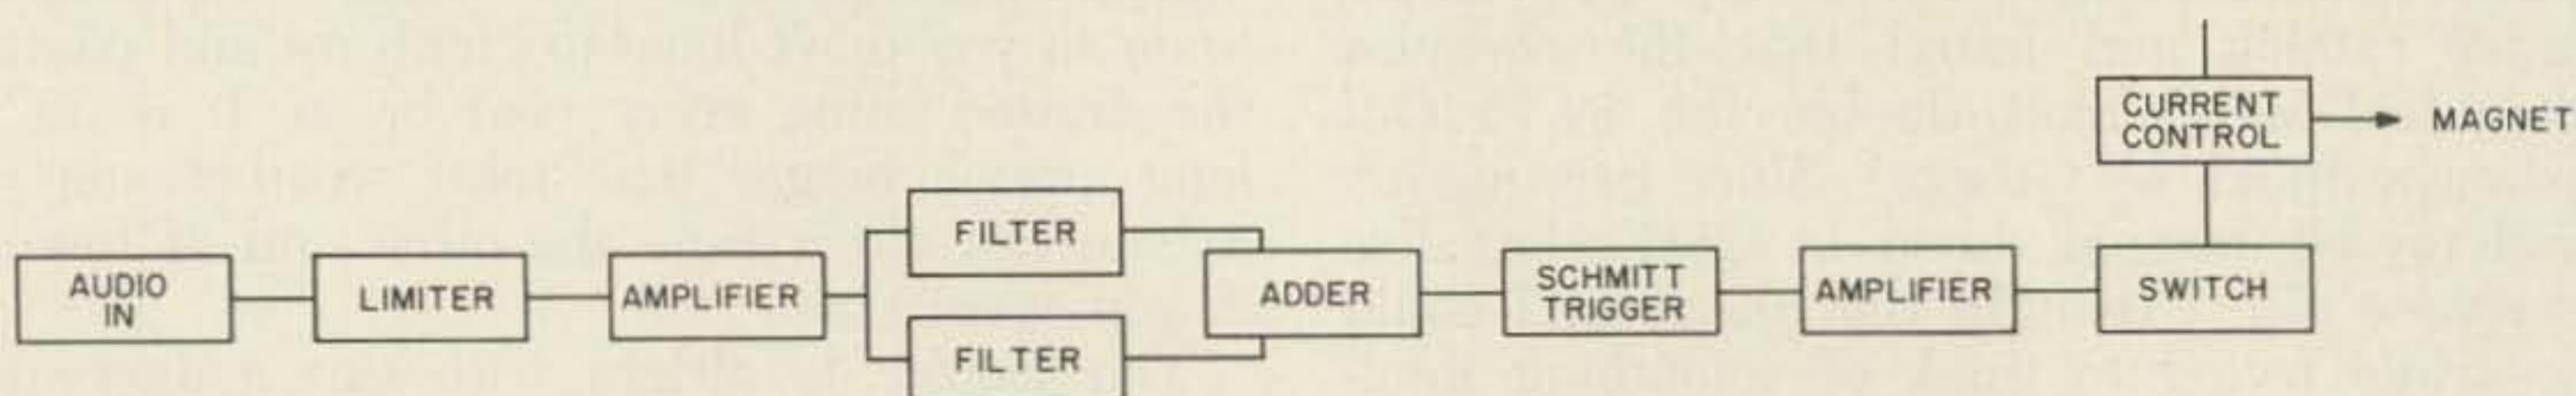 AUDIO
IN
LIMITER
AMPLIFIER
FILTER
FILTER
ADDER
SCHMITT
TRIGGER
AMPLIFIER
SWITCH
CURRENT
CONTROL
MAGNET